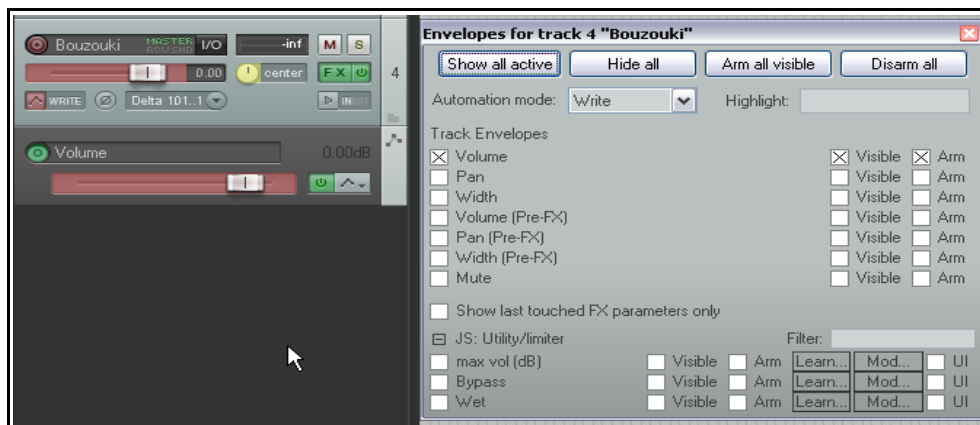 Bouzouki MASTER RCV SND I/O -inf M S
0.00 center FX 4
WRITE Delta 101..1 IN OUT
Volume 0.00dB
Envelopes for track 4 "Bouzouki"
Show all active Hide all Arm all visible Disarm all
Automation mode: Write Highlight:
Track Envelopes
Volume Visible Arm
Pan Visible Arm
Width Visible Arm
Volume (Pre-FX) Visible Arm
Pan (Pre-FX) Visible Arm
Width (Pre-FX) Visible Arm
Mute Visible Arm
Show last touched FX parameters only
JS: Utility/limiter Filter:
max vol (dB) Visible Arm Learn... Mod... UI
Bypass Visible Arm Learn... Mod... UI
Wet Visible Arm Learn... Mod... UI